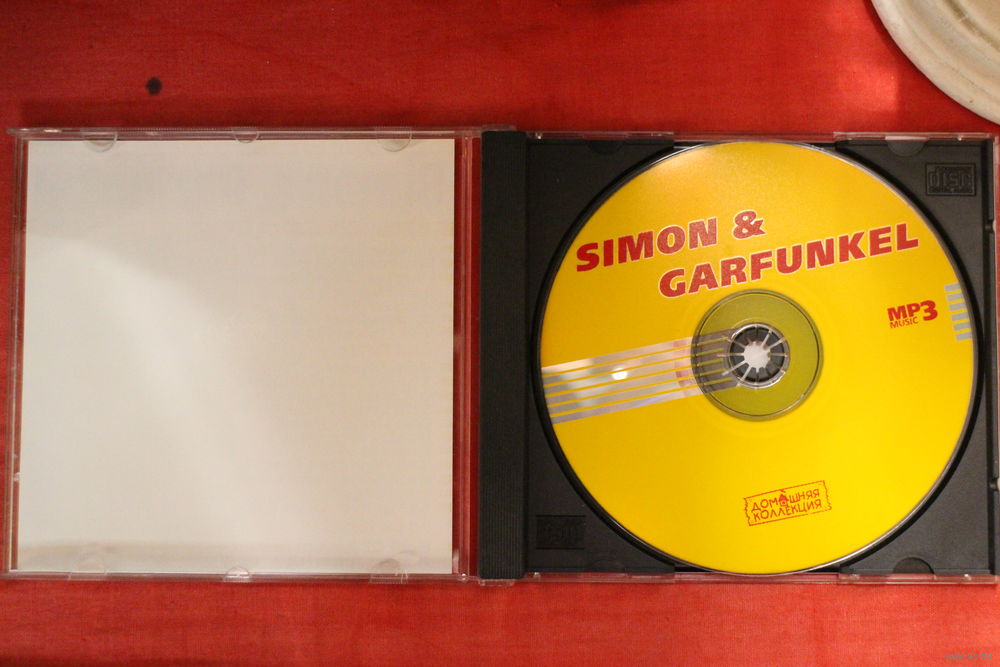 SIMON &
GARFUNKEL
MP3
MUSIC
ДОМАШНЯЯ
КОЛЛЕКЦИЯ
DISC